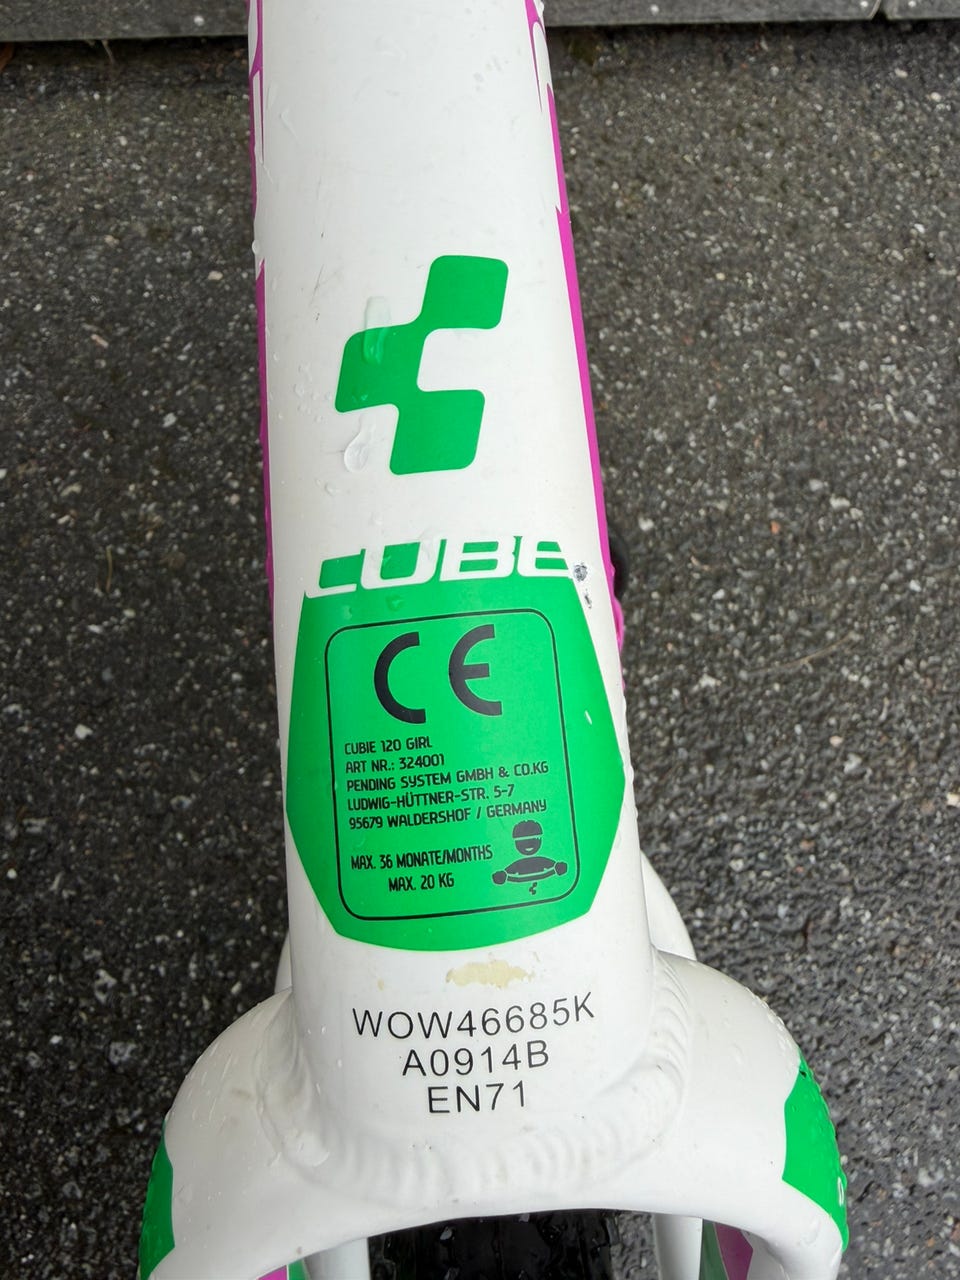 CUBE
CE
CUBIE 120 GIRL
ART NR.: 324001
PENDING SYSTEM GMBH & CO.KG
LUDWIG-HÜTTNER-STR. 5-7
95679 WALDERSHOF / GERMANY
MAX. 36 MONATE/MONTHS
MAX. 20 KG
WOW46685K
A0914B
EN71